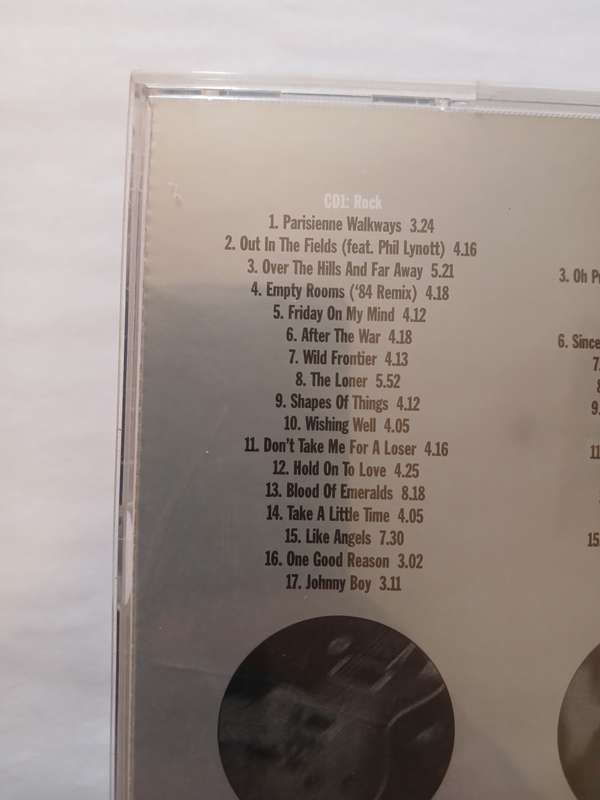 CD1: Rock
1. Parisienne Walkways 3.24
2. Out In The Fields (feat. Phil Lynott) 4.16
3. Over The Hills And Far Away 5.21
4. Empty Rooms ('84 Remix) 4.18
5. Friday On My Mind 4.12
6. After The War 4.18
7. Wild Frontier 4.13
8. The Loner 5.52
9. Shapes Of Things 4.12
10. Wishing Well 4.05
11. Don't Take Me For A Loser 4.16
12. Hold On To Love 4.25
13. Blood Of Emeralds 8.18
14. Take A Little Time 4.05
15. Like Angels 7.30
16. One Good Reason 3.02
17. Johnny Boy 3.11
3. Oh
6. Since
7.
9.
11
15